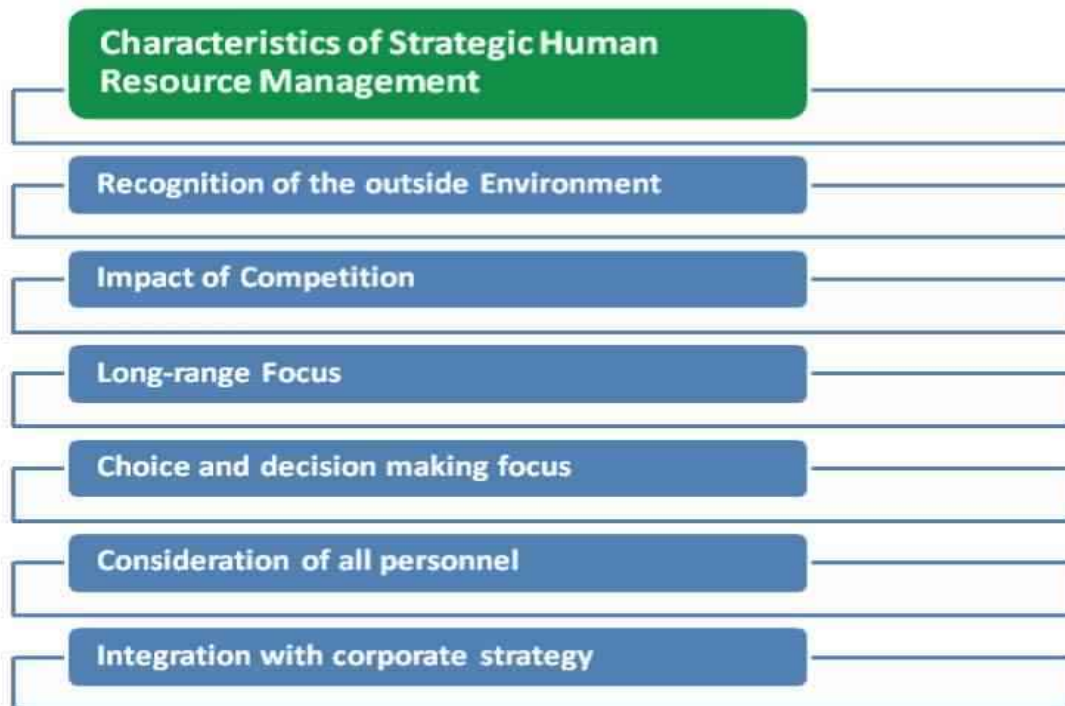 Characteristics of Strategic Human
Resource Management
Recognition of the outside Environment
Impact of Competition
Long-range Focus
Choice and decision making focus
Consideration of all personnel
Integration with corporate strategy